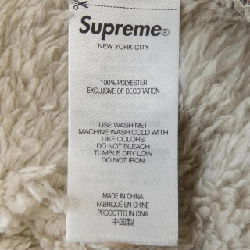 Supreme®
NEW YORK CITY
100% POLYESTER
EXCLUSIVE OF DECORATION
USE WASH NET
MACHINE WASH COLD WITH
LIKE COLORS
DO NOT BLEACH
TUMBLE DRY LOW
DO NOT IRON
MADE IN CHINA
FABRIQUÉ EN CHINE
PRODOTTO IN CINA
中国製